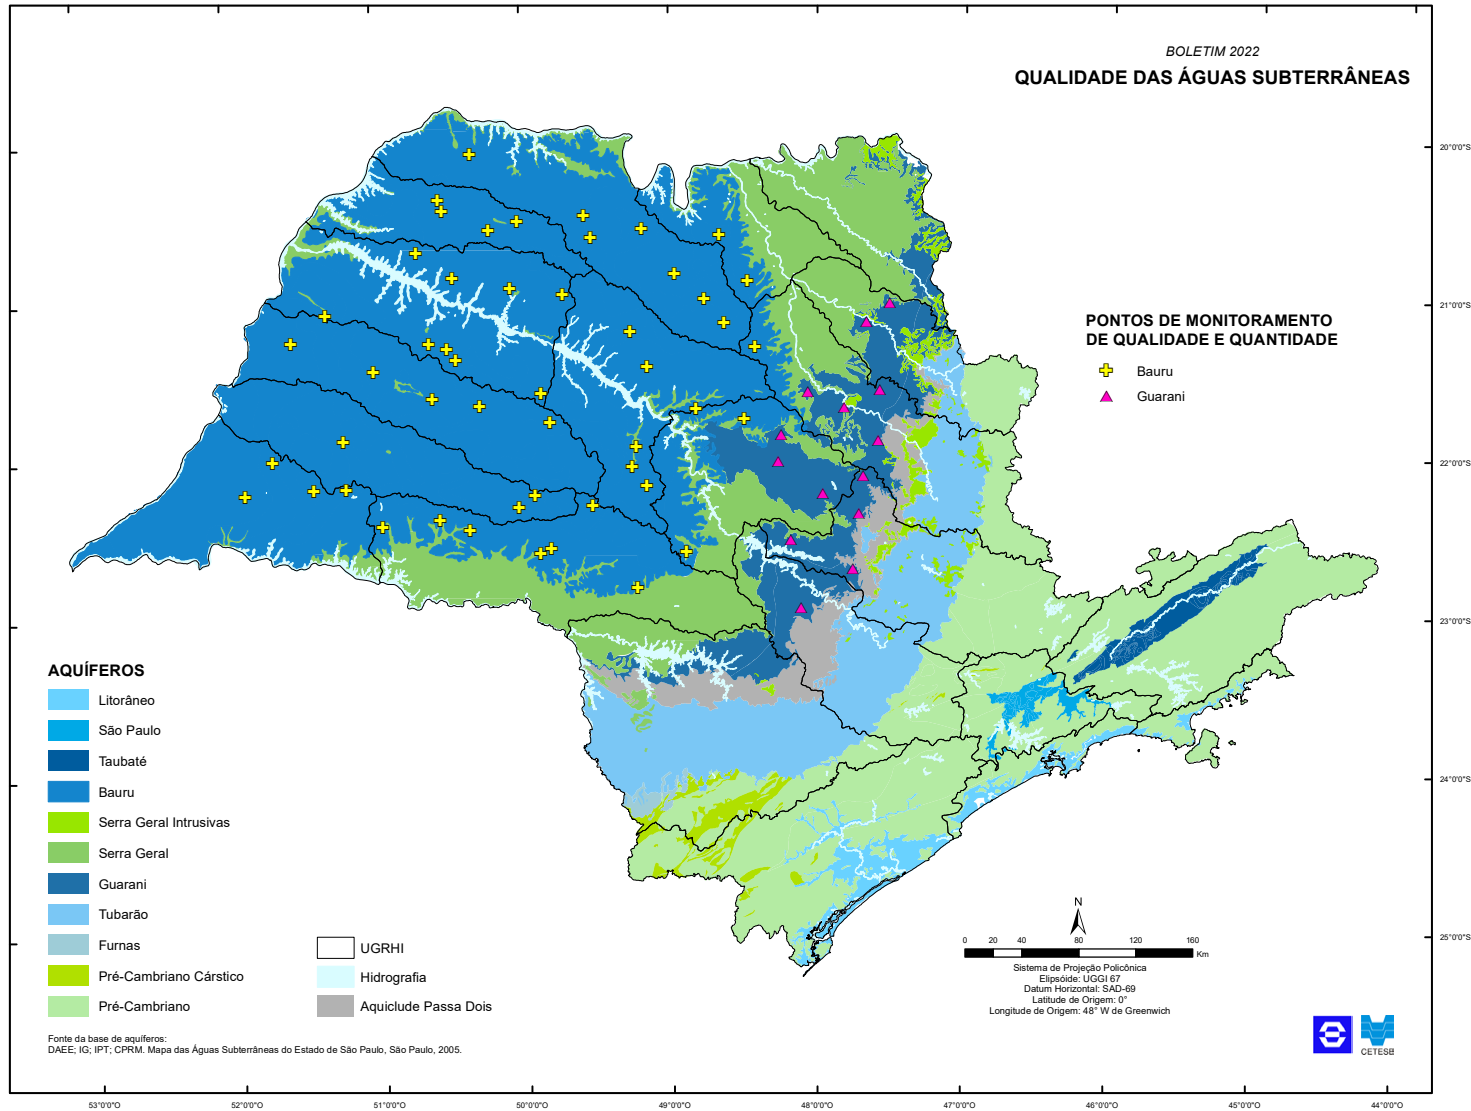 BOLETIM 2022
QUALIDADE DAS ÁGUAS SUBTERRÂNEAS
20°0'0"S
21°0'0"S
22°0'0"S
23°0'0"S
24°0'0"S
25°0'0"S
PONTOS DE MONITORAMENTO
DE QUALIDADE E QUANTIDADE
Bauru
Guarani
AQUÍFEROS
Litorâneo
São Paulo
Taubaté
Bauru
Serra Geral Intrusivas
Serra Geral
Guarani
Tubarão
Furnas
Pré-Cambriano Cárstico
Pré-Cambriano
UGRHI
Hidrografia
Aquiclude Passa Dois
Fonte da base de aquíferos:
DAEE; IG; IPT; CPRM. Mapa das Águas Subterrâneas do Estado de São Paulo, São Paulo, 2005.
N
0 20 40 80 120 160
Km
Sistema de Projeção Policônica
Elipsóide: UGGI 67
Datum Horizontal: SAD-69
Latitude de Origem: 0°
Longitude de Origem: 48° W de Greenwich
CETESB
53°0'0"O 52°0'0"O 51°0'0"O 50°0'0"O 49°0'0"O 48°0'0"O 47°0'0"O 46°0'0"O 45°0'0"O 44°0'0"O